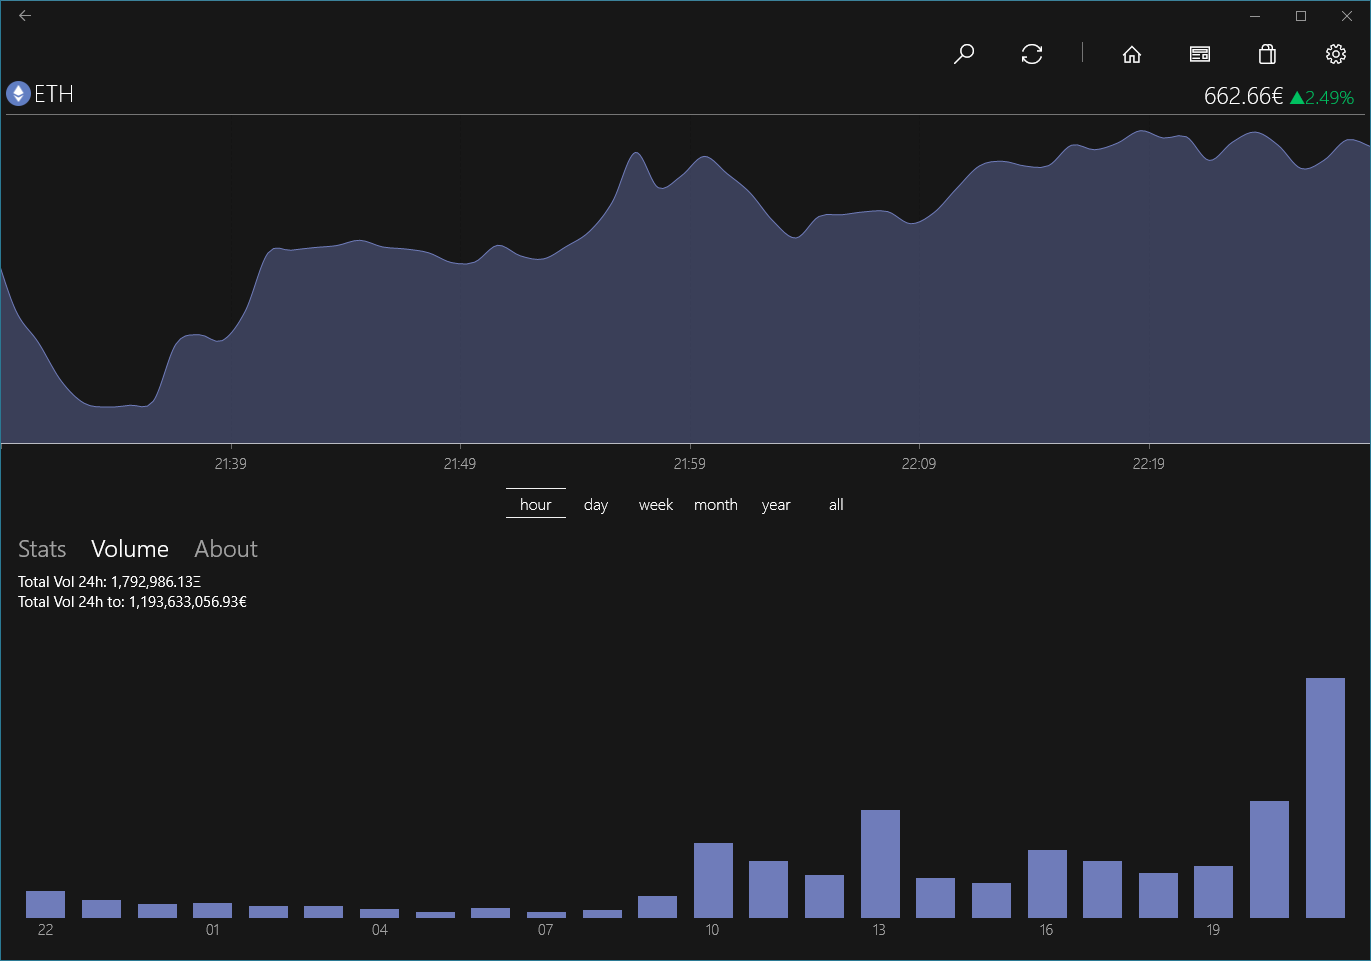 ETH
662.66€ ▲2.49%
21:39 21:49 21:59 22:09 22:19
hour day week month year all
Stats Volume About
Total Vol 24h: 1,792,986.13Ξ
Total Vol 24h to: 1,193,633,056.93€
22 01 04 07 10 13 16 19